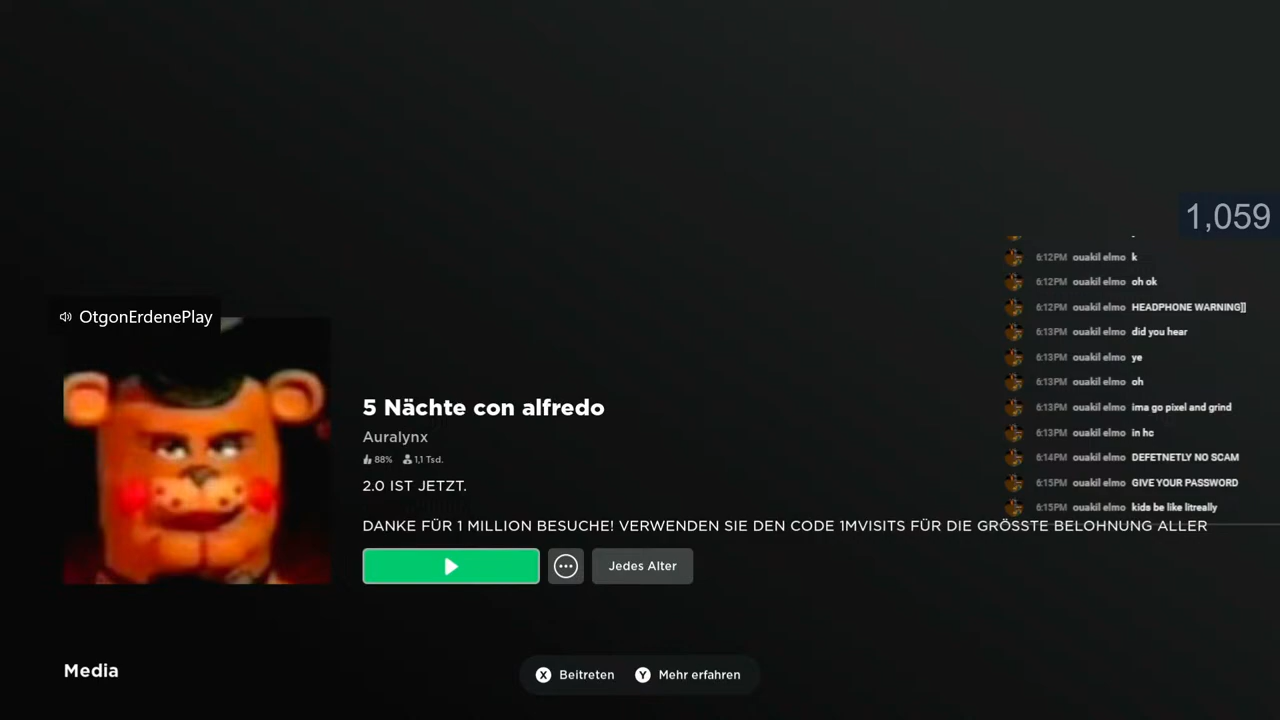 1,059
6:12PM ouakil elmo k
6:12PM ouakil elmo oh ok
6:12PM ouakil elmo HEADPHONE WARNING]]
6:13PM ouakil elmo did you hear
6:13PM ouakil elmo ye
6:13PM ouakil elmo oh
6:13PM ouakil elmo ima go pixel and grind
6:13PM ouakil elmo in hc
6:14PM ouakil elmo DEFETNETLY NO SCAM
6:15PM ouakil elmo GIVE YOUR PASSWORD
6:15PM ouakil elmo kids be like litreally
OtgonErdenePlay
5 Nächte con alfredo
Auralynx
88% 1,1 Tsd.
2.0 IST JETZT.
DANKE FÜR 1 MILLION BESUCHE! VERWENDEN SIE DEN CODE 1MVISITS FÜR DIE GRÖSSTE BELOHNUNG ALLER
Jedes Alter
Media
X Beitreten Y Mehr erfahren